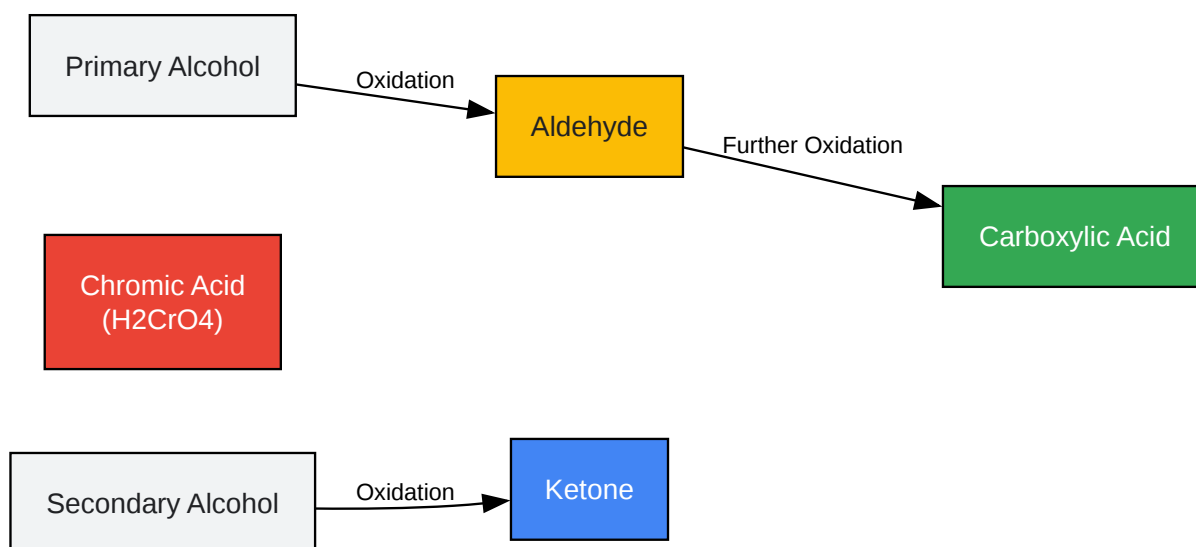 Primary Alcohol
Oxidation
Aldehyde
Further Oxidation
Carboxylic Acid
Chromic Acid
(H2CrO4)
Secondary Alcohol
Oxidation
Ketone